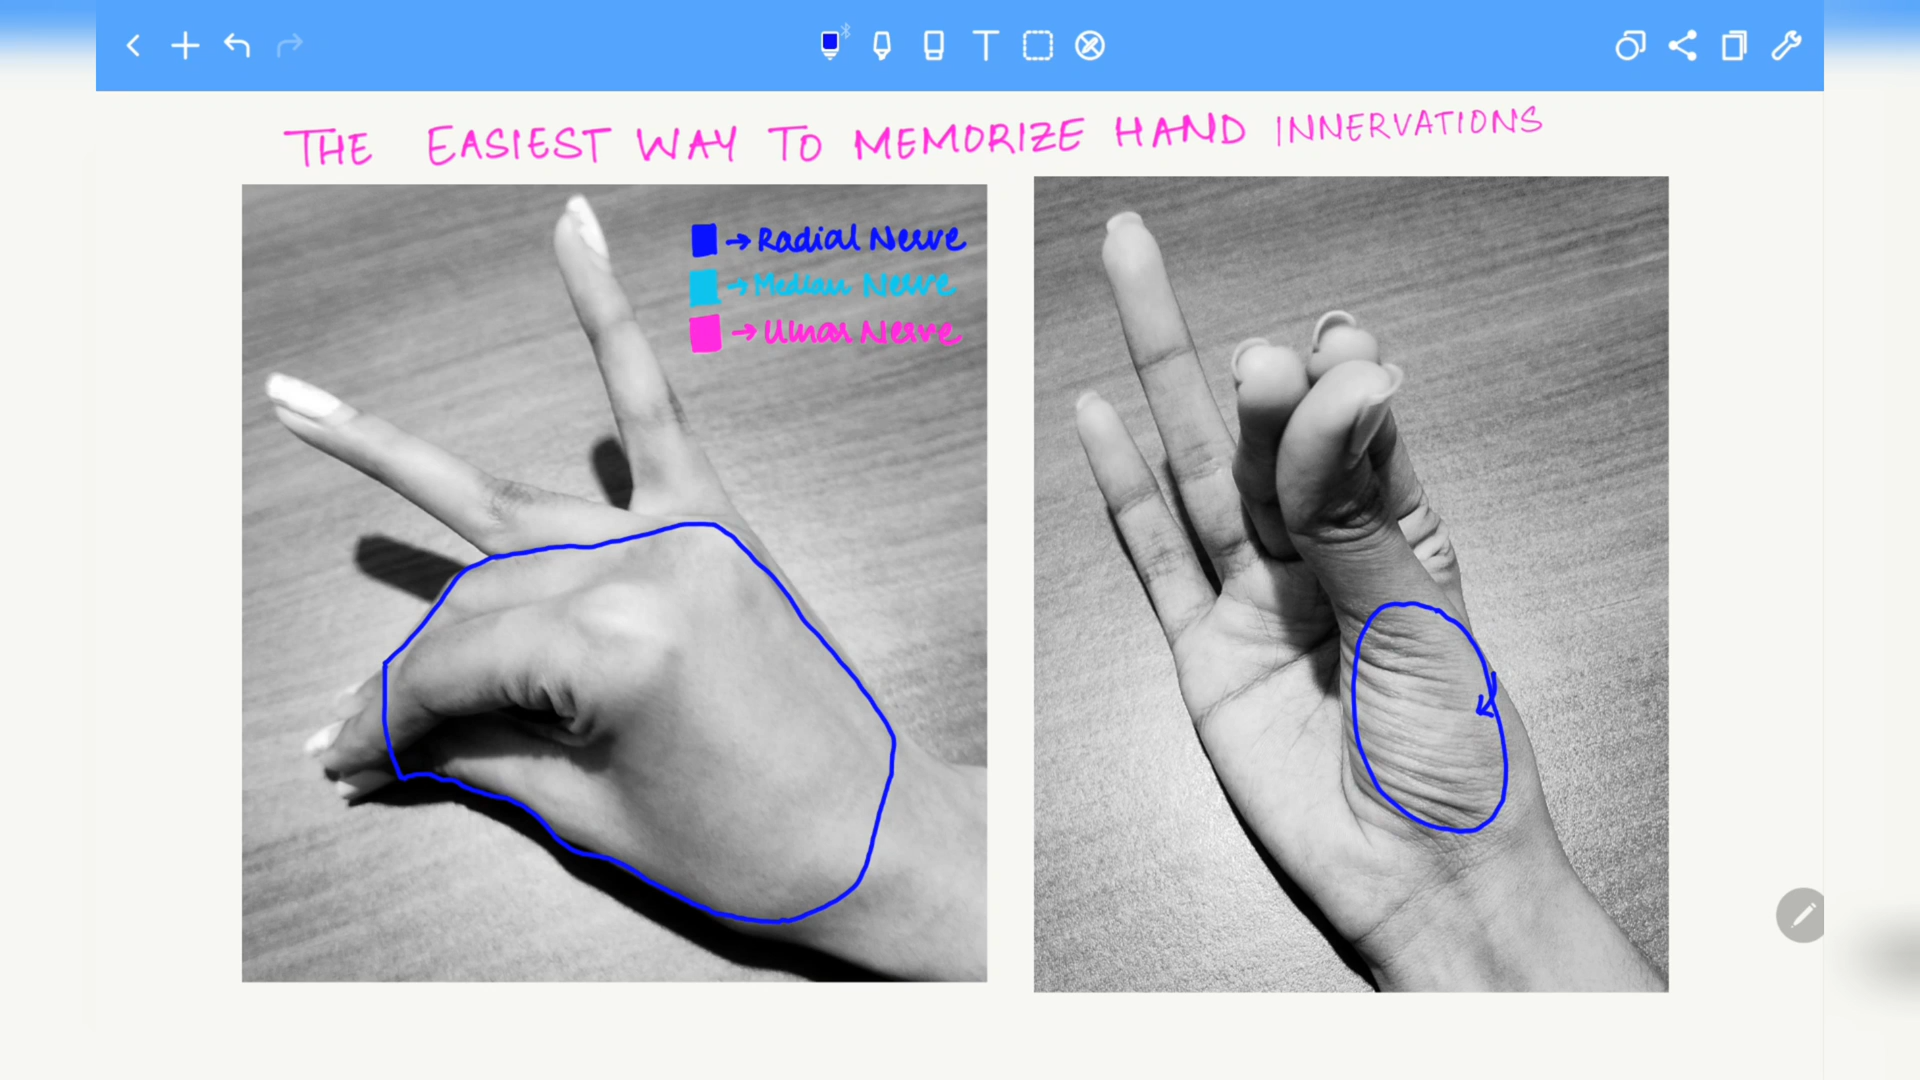 THE EASIEST WAY TO MEMORIZE HAND INNERVATIONS
→ Radial Nerve
→ Median Nerve
→ Ulnar Nerve